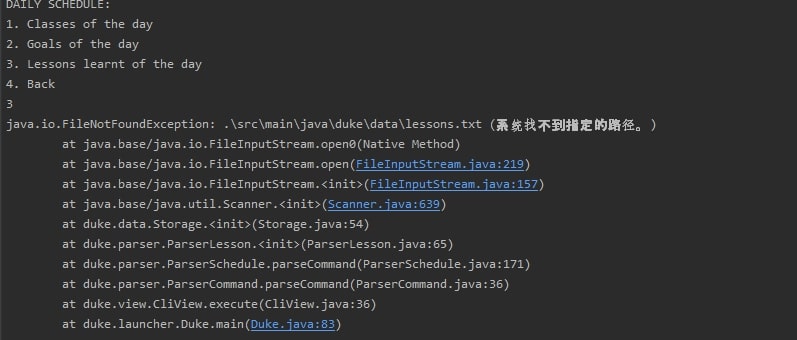 DAILY SCHEDULE:
1. Classes of the day
2. Goals of the day
3. Lessons learnt of the day
4. Back
3
java.io.FileNotFoundException: .\src\main\java\duke\data\lessons.txt (系统找不到指定的路径。)
at java.base/java.io.FileInputStream.open0(Native Method)
at java.base/java.io.FileInputStream.open(FileInputStream.java:219)
at java.base/java.io.FileInputStream.<init>(FileInputStream.java:157)
at java.base/java.util.Scanner.<init>(Scanner.java:639)
at duke.data.Storage.<init>(Storage.java:54)
at duke.parser.ParserLesson.<init>(ParserLesson.java:65)
at duke.parser.ParserSchedule.parseCommand(ParserSchedule.java:171)
at duke.parser.ParserCommand.parseCommand(ParserCommand.java:36)
at duke.view.CliView.execute(CliView.java:36)
at duke.launcher.Duke.main(Duke.java:83)